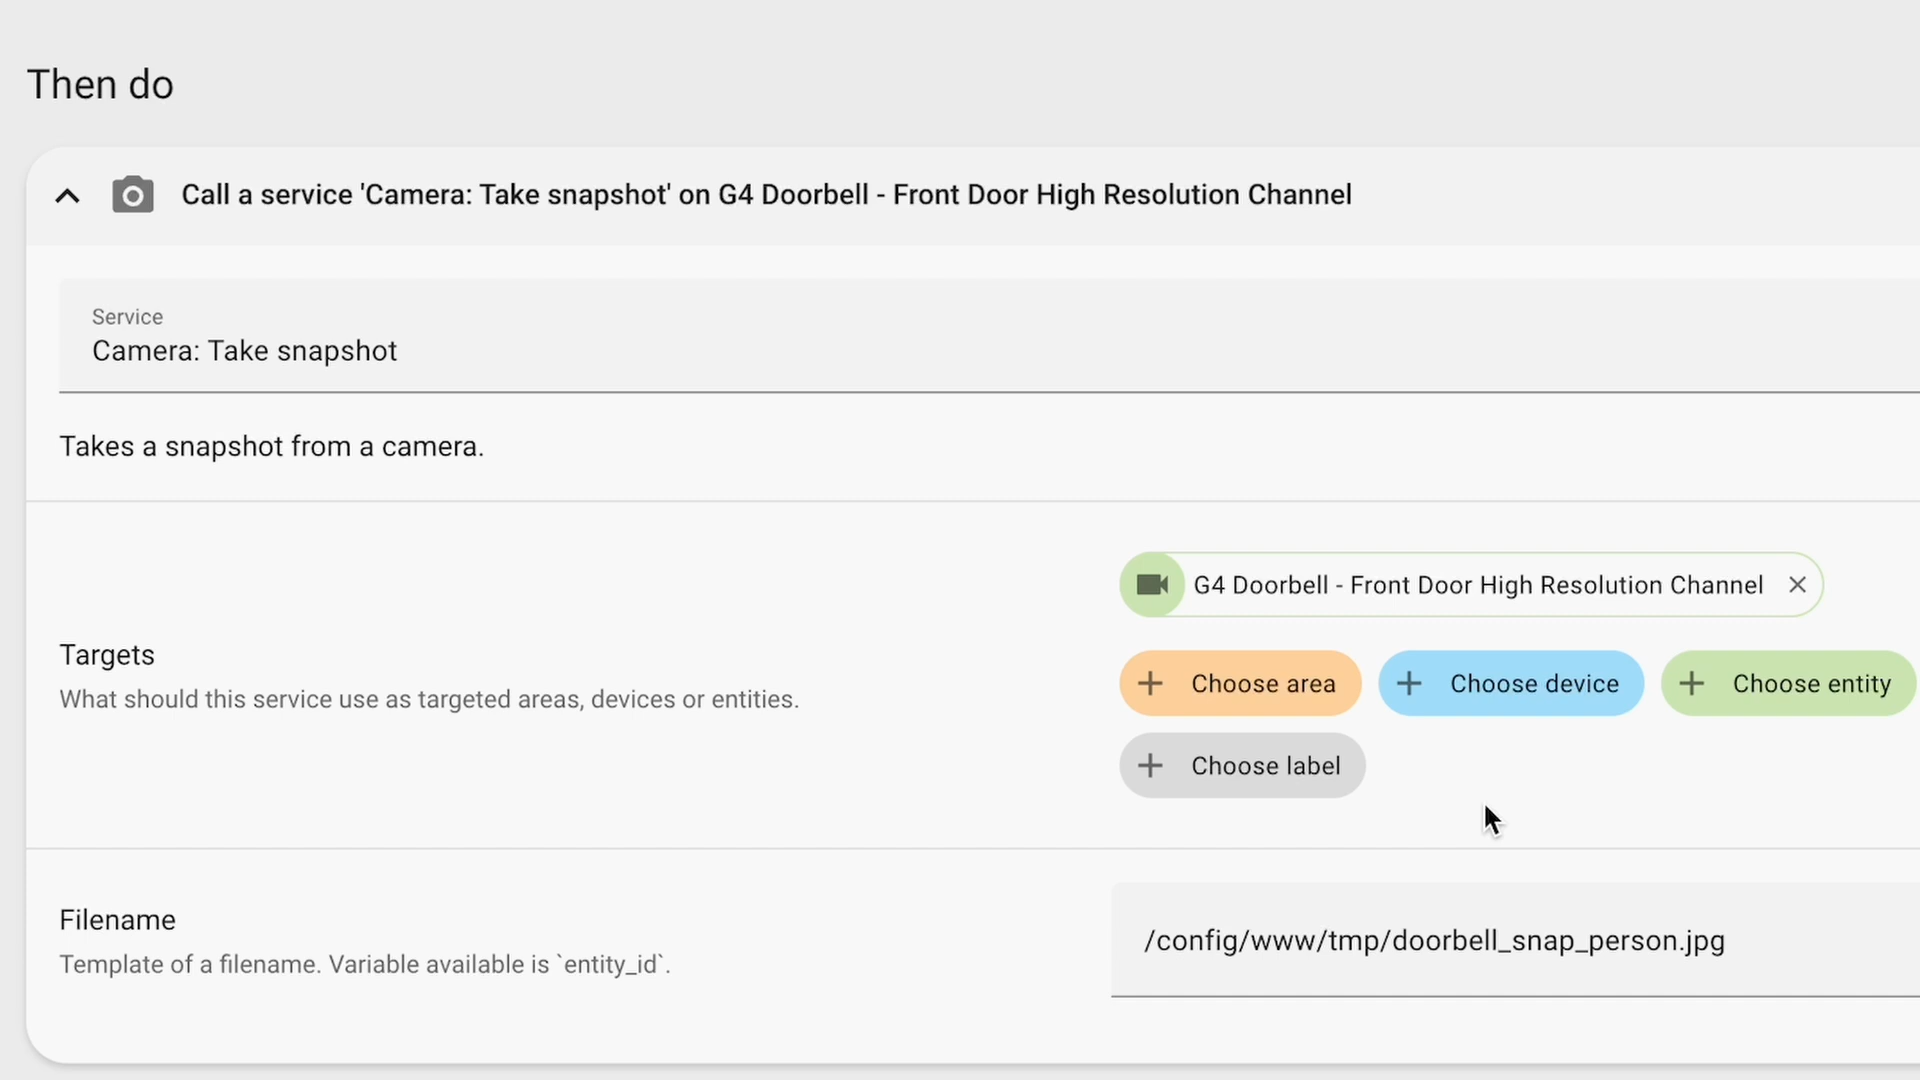 Then do
Call a service 'Camera: Take snapshot' on G4 Doorbell - Front Door High Resolution Channel
Service
Camera: Take snapshot
Takes a snapshot from a camera.
G4 Doorbell - Front Door High Resolution Channel
Targets
What should this service use as targeted areas, devices or entities.
Choose area
Choose device
Choose entity
Choose label
Filename
Template of a filename. Variable available is `entity_id`.
/config/www/tmp/doorbell_snap_person.jpg